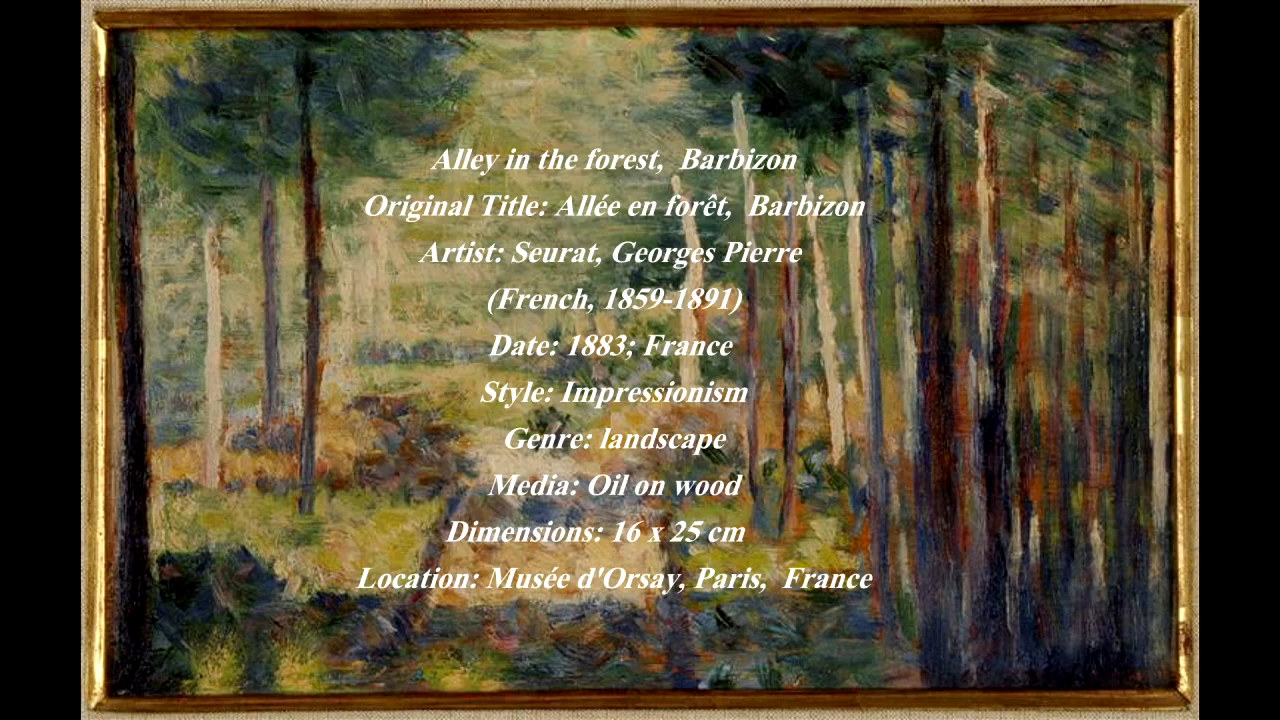 Alley in the forest, Barbizon
Original Title: Allée en forêt, Barbizon
Artist: Seurat, Georges Pierre
(French, 1859-1891)
Date: 1883; France
Style: Impressionism
Genre: landscape
Media: Oil on wood
Dimensions: 16 x 25 cm
Location: Musée d'Orsay, Paris, France